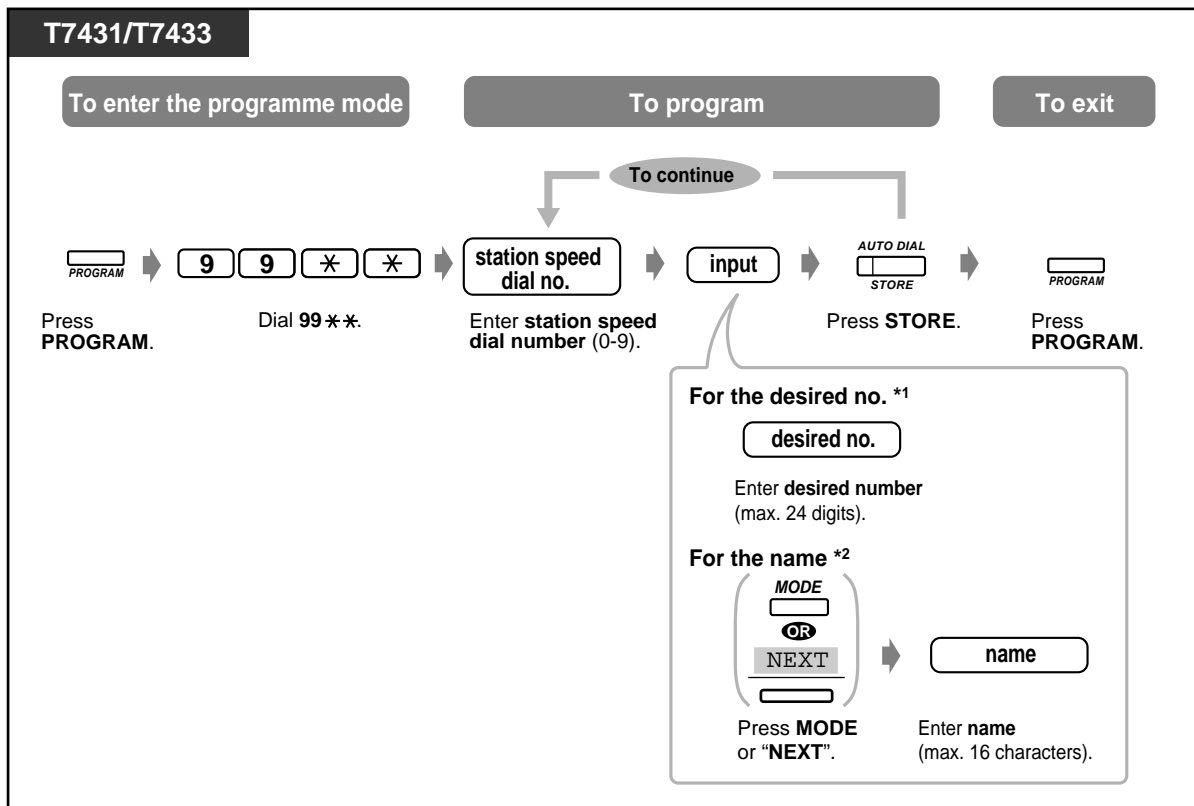 T7431/T7433
To enter the programme mode
To program
To exit
To continue
PROGRAM
9 9 * *
station speed
dial no.
input
AUTO DIAL
STORE
PROGRAM
Press
PROGRAM.
Dial 99**.
Enter station speed
dial number (0-9).
Press STORE.
Press
PROGRAM.
For the desired no. *1
desired no.
Enter desired number
(max. 24 digits).
For the name *2
MODE
OR
NEXT
name
Press MODE
or “NEXT”.
Enter name
(max. 16 characters).